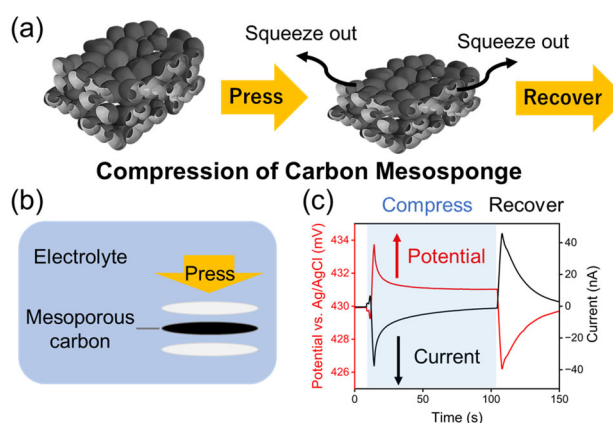 (a)
Squeeze out
Squeeze out
Press
Recover
Compression of Carbon Mesosponge
(b)
Electrolyte
Press
Mesoporous
carbon
(c)
Compress
Recover
Potential
Current
Potential vs. Ag/AgCl (mV)
434
432
430
428
426
Current (nA)
40
20
0
-20
-40
0
50
100
150
Time (s)